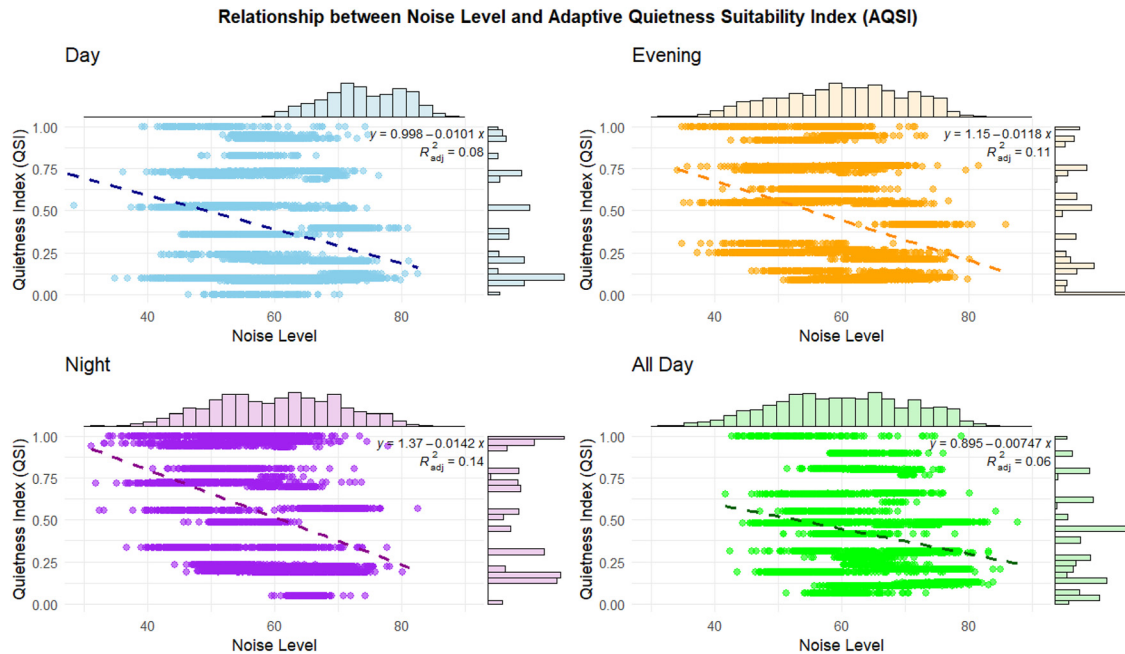 Relationship between Noise Level and Adaptive Quietness Suitability Index (AQSI)
Day
y = 0.998 − 0.0101 x
R²adj = 0.08
Quietness Index (QSI)
1.00
0.75
0.50
0.25
0.00
40 60 80
Noise Level
Evening
y = 1.15 − 0.0118 x
R²adj = 0.11
Quietness Index (QSI)
1.00
0.75
0.50
0.25
0.00
40 60 80
Noise Level
Night
y = 1.37 − 0.0142 x
R²adj = 0.14
Quietness Index (QSI)
1.00
0.75
0.50
0.25
0.00
40 60 80
Noise Level
All Day
y = 0.895 − 0.00747 x
R²adj = 0.06
Quietness Index (QSI)
1.00
0.75
0.50
0.25
0.00
40 60 80
Noise Level